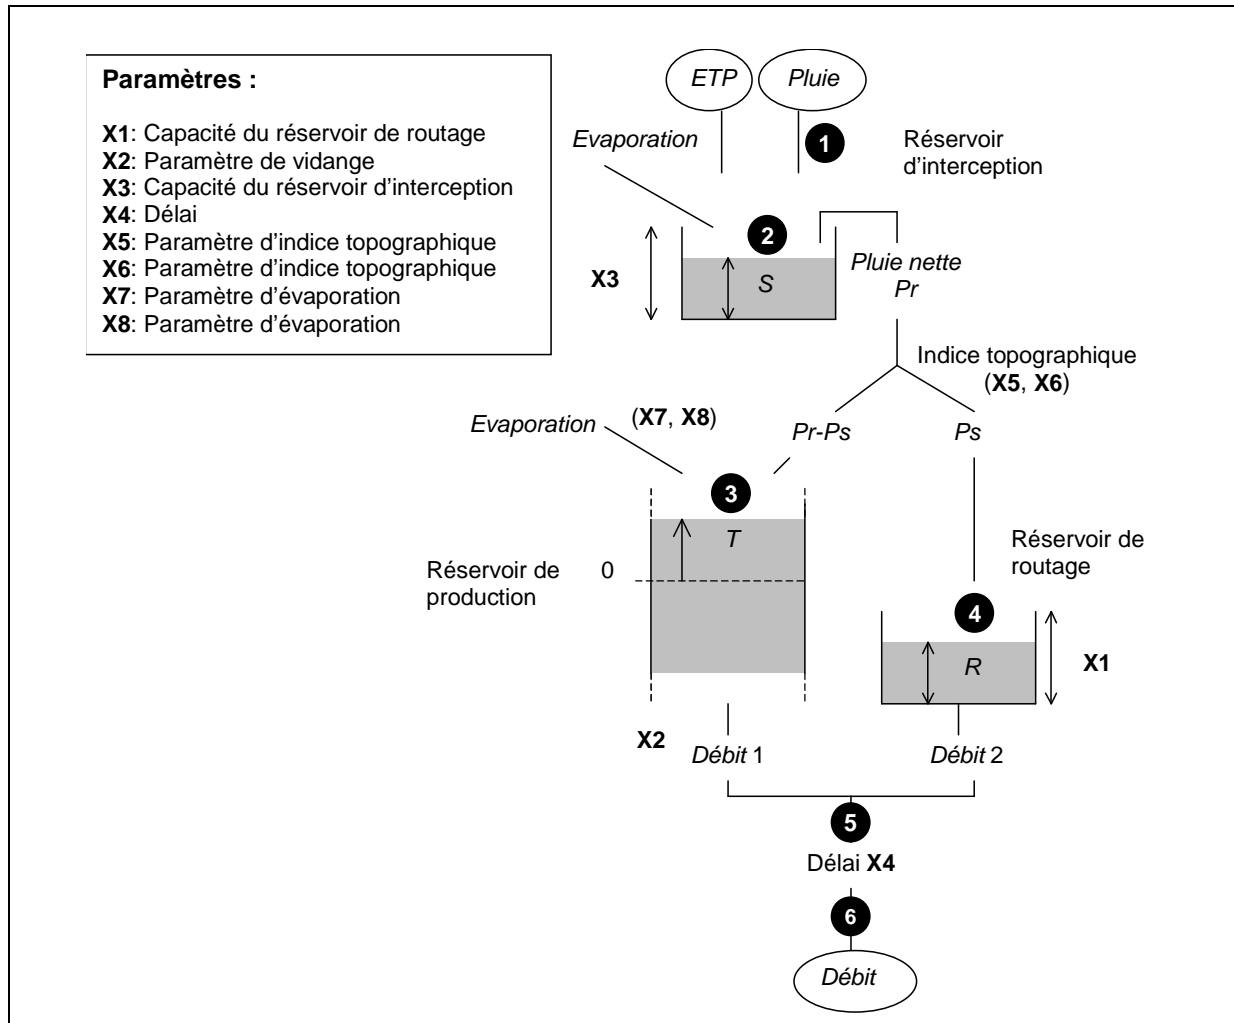 Paramètres :
X1: Capacité du réservoir de routage
X2: Paramètre de vidange
X3: Capacité du réservoir d'interception
X4: Délai
X5: Paramètre d'indice topographique
X6: Paramètre d'indice topographique
X7: Paramètre d'évaporation
X8: Paramètre d'évaporation
ETP
Pluie
Evaporation
1
Réservoir
d'interception
2
X3
S
Pluie nette
Pr
Indice topographique
(X5, X6)
Evaporation
(X7, X8)
Pr-Ps
Ps
3
T
Réservoir de
production
0
Réservoir de
routage
4
R
X1
X2
Débit 1
Débit 2
5
Délai X4
6
Débit